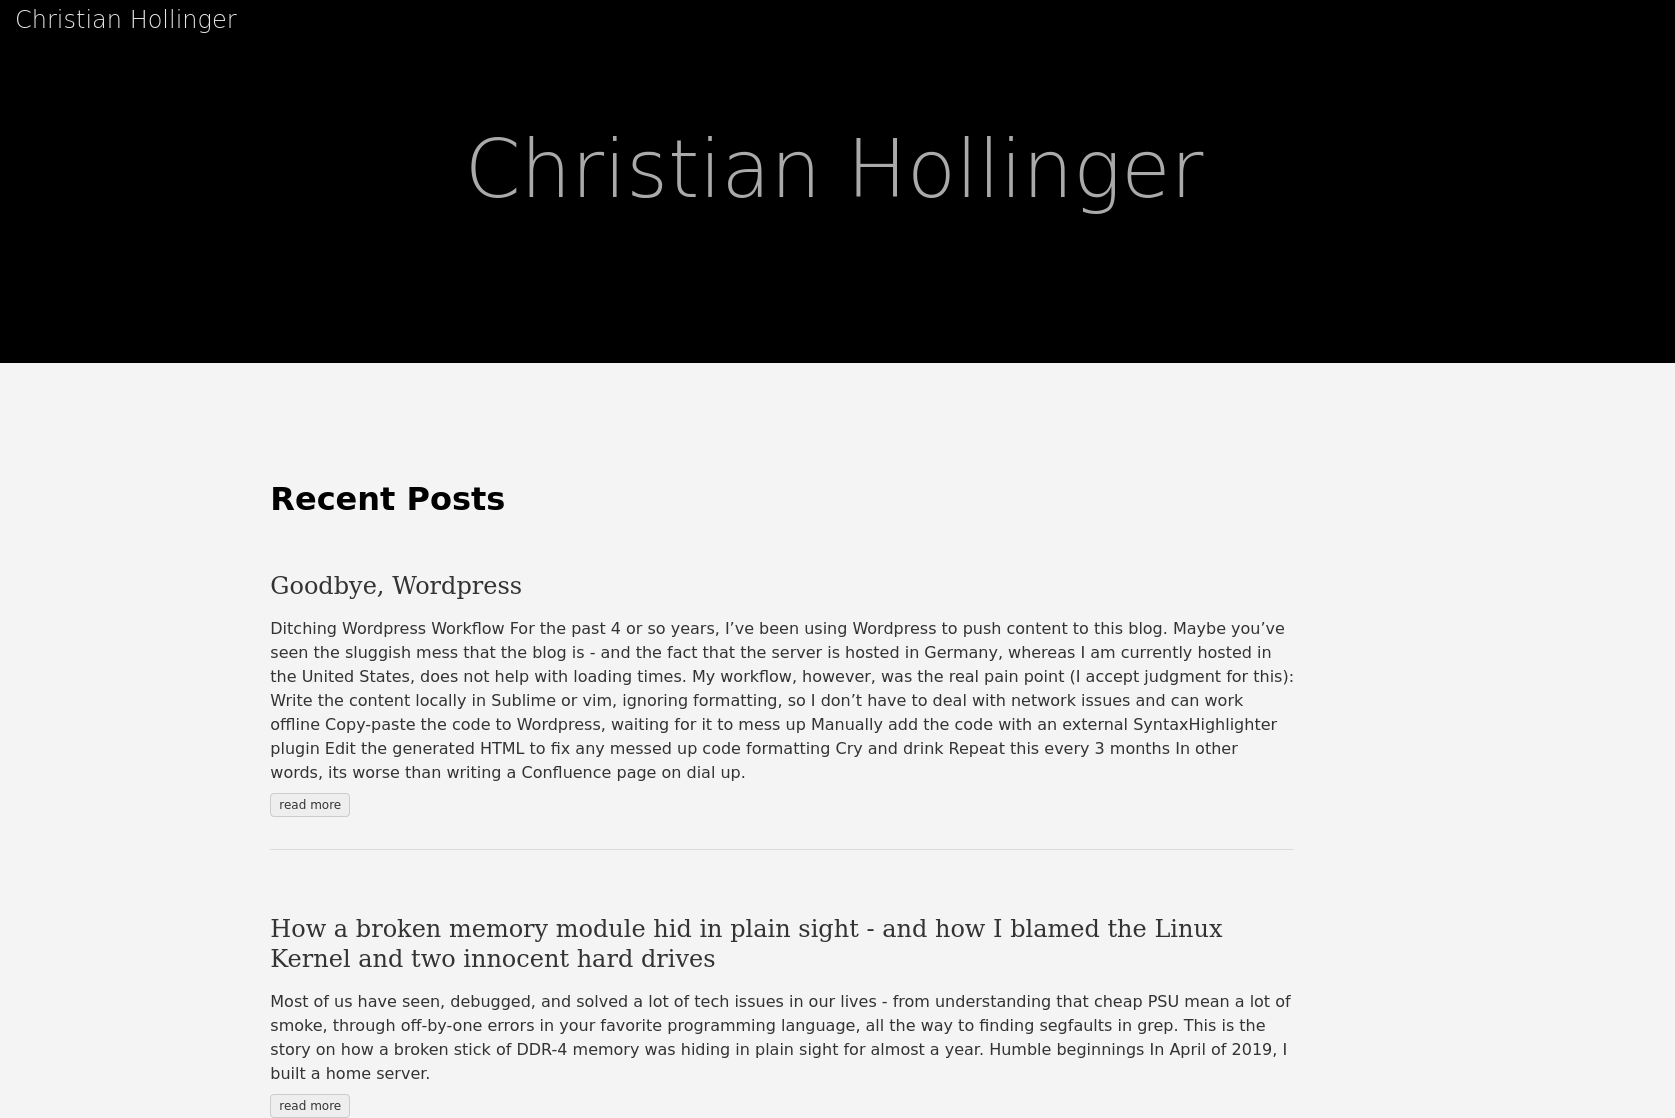 Christian Hollinger
Christian Hollinger
Recent Posts
Goodbye, Wordpress
Ditching Wordpress Workflow For the past 4 or so years, I’ve been using Wordpress to push content to this blog. Maybe you’ve
seen the sluggish mess that the blog is - and the fact that the server is hosted in Germany, whereas I am currently hosted in
the United States, does not help with loading times. My workflow, however, was the real pain point (I accept judgment for this):
Write the content locally in Sublime or vim, ignoring formatting, so I don’t have to deal with network issues and can work
offline Copy-paste the code to Wordpress, waiting for it to mess up Manually add the code with an external SyntaxHighlighter
plugin Edit the generated HTML to fix any messed up code formatting Cry and drink Repeat this every 3 months In other
words, its worse than writing a Confluence page on dial up.
read more
How a broken memory module hid in plain sight - and how I blamed the Linux
Kernel and two innocent hard drives
Most of us have seen, debugged, and solved a lot of tech issues in our lives - from understanding that cheap PSU mean a lot of
smoke, through off-by-one errors in your favorite programming language, all the way to finding segfaults in grep. This is the
story on how a broken stick of DDR-4 memory was hiding in plain sight for almost a year. Humble beginnings In April of 2019, I
built a home server.
read more